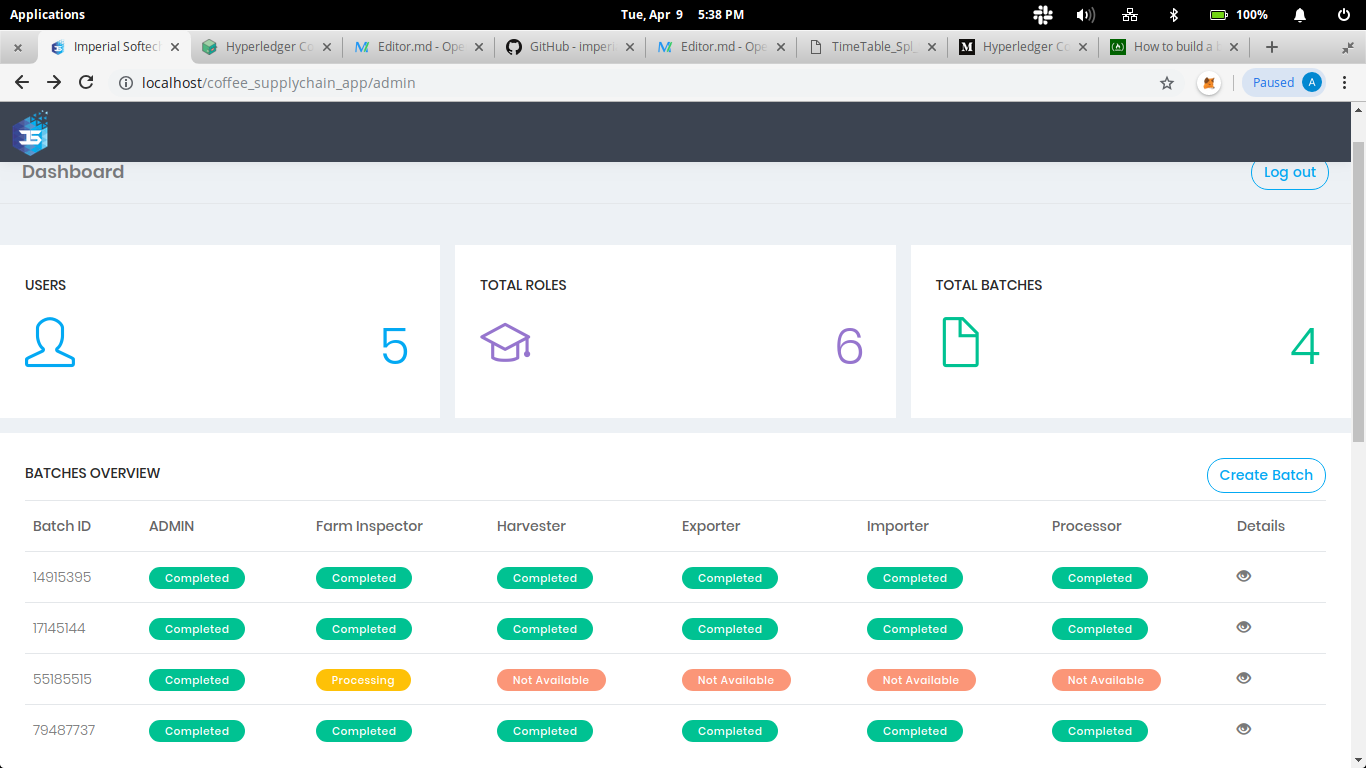 Applications Tue, Apr 9 5:38 PM 100%
Imperial Softec Hyperledger Co Editor.md - Ope GitHub - imperi Editor.md - Ope TimeTable_Spl_ Hyperledger Co How to build a b
localhost/coffee_supplychain_app/admin Paused A
JS
Dashboard Log out
USERS TOTAL ROLES TOTAL BATCHES
5 6 4
BATCHES OVERVIEW Create Batch
Batch ID ADMIN Farm Inspector Harvester Exporter Importer Processor Details
14915395 Completed Completed Completed Completed Completed Completed
17145144 Completed Completed Completed Completed Completed Completed
55185515 Completed Processing Not Available Not Available Not Available Not Available
79487737 Completed Completed Completed Completed Completed Completed